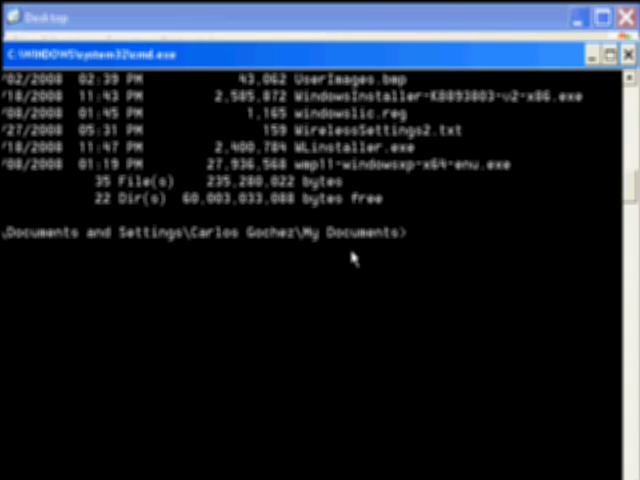 Desktop
C:\WINDOWS\system32\cmd.exe
/02/2008 02:39 PM 43,062 UserImages.bmp
/18/2008 11:43 PM 2,585,872 WindowsInstaller-KB893803-v2-x86.exe
/08/2008 01:45 PM 1,165 windowslic.reg
/27/2008 05:31 PM 159 WirelessSettings2.txt
/18/2008 11:47 PM 2,400,784 WLinstaller.exe
/08/2008 01:19 PM 27,936,568 wmp11-windowsxp-x64-enu.exe
35 File(s) 235,280,022 bytes
22 Dir(s) 60,003,033,088 bytes free
\Documents and Settings\Carlos Gochez\My Documents>